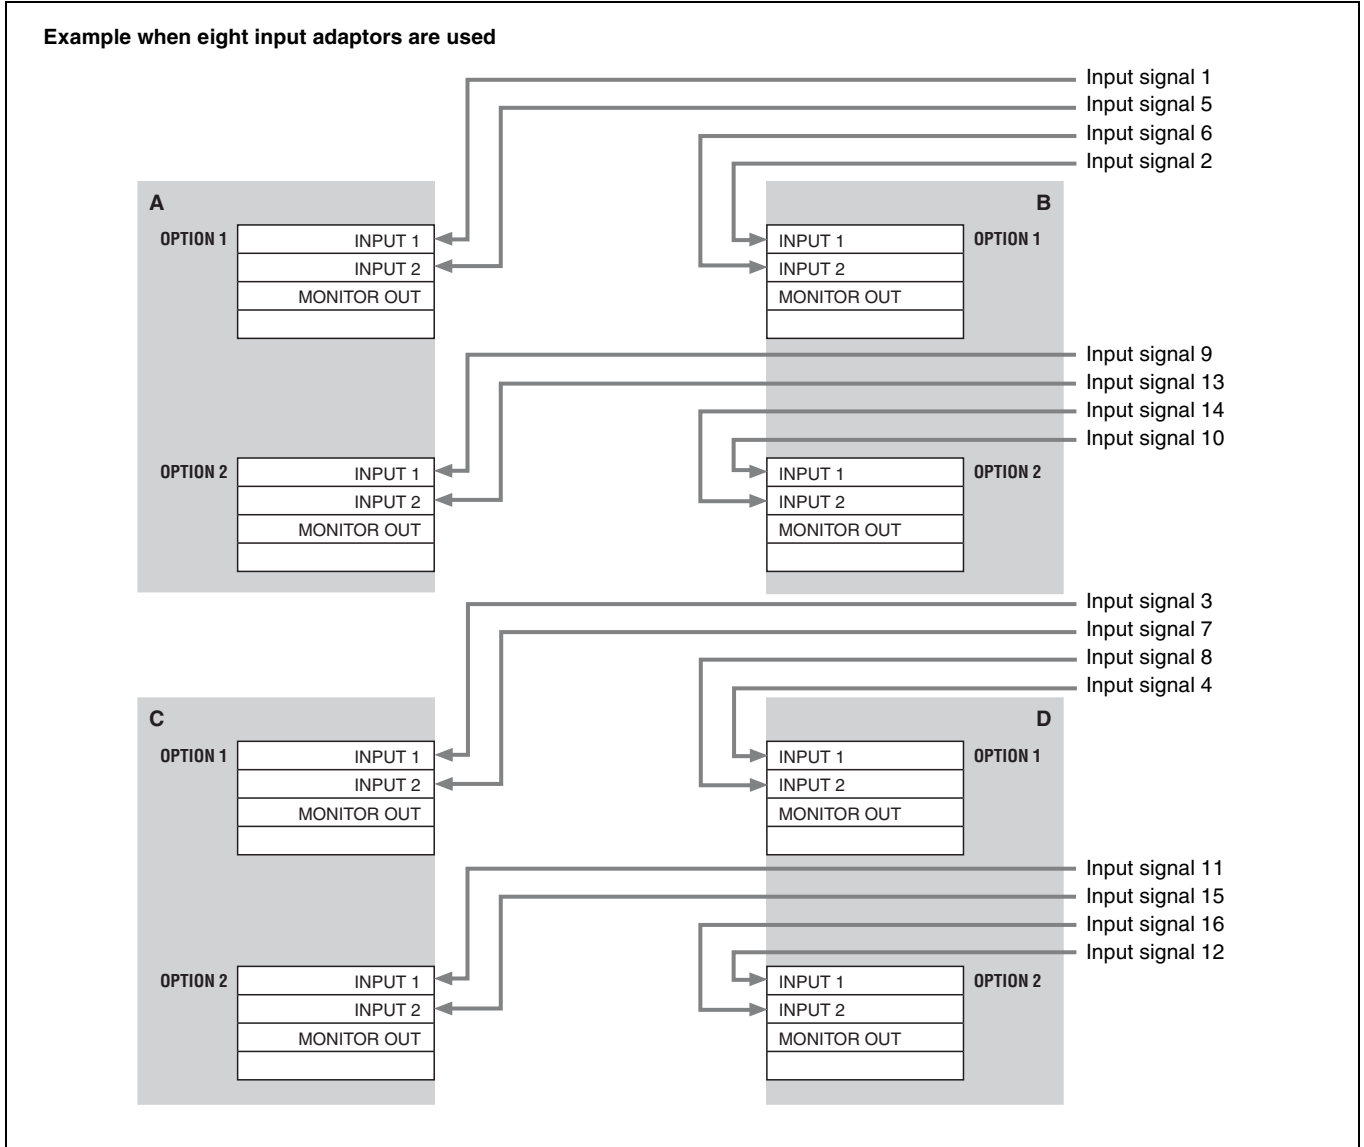 Example when eight input adaptors are used
Input signal 1
Input signal 5
Input signal 6
Input signal 2
A
OPTION 1
INPUT 1
INPUT 2
MONITOR OUT
B
OPTION 1
INPUT 1
INPUT 2
MONITOR OUT
Input signal 9
Input signal 13
Input signal 14
Input signal 10
OPTION 2
INPUT 1
INPUT 2
MONITOR OUT
OPTION 2
INPUT 1
INPUT 2
MONITOR OUT
Input signal 3
Input signal 7
Input signal 8
Input signal 4
C
OPTION 1
INPUT 1
INPUT 2
MONITOR OUT
D
OPTION 1
INPUT 1
INPUT 2
MONITOR OUT
Input signal 11
Input signal 15
Input signal 16
Input signal 12
OPTION 2
INPUT 1
INPUT 2
MONITOR OUT
OPTION 2
INPUT 1
INPUT 2
MONITOR OUT